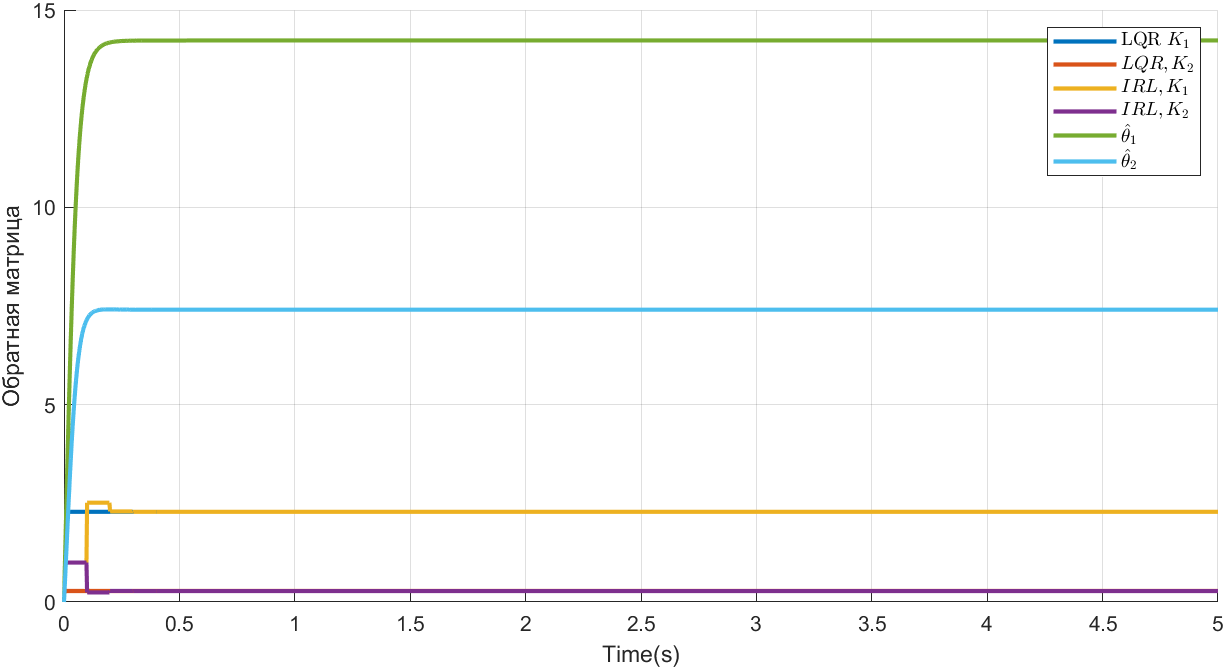 15
10
5
0
Обратная матрица
0
0.5
1
1.5
2
2.5
3
3.5
4
4.5
5
Time(s)
LQR K₁
LQR, K₂
IRL, K₁
IRL, K₂
θ̂₁
θ̂₂